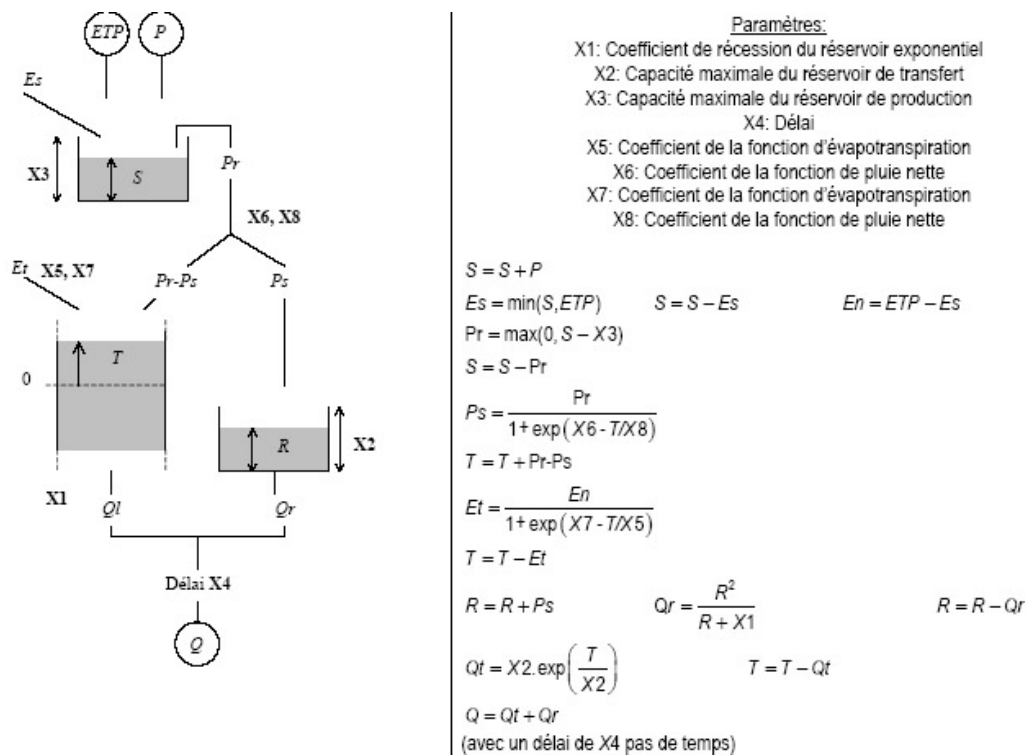 ETP P
Es
X3 S Pr
X6, X8
Et X5, X7 Pr-Ps Ps
T
0
R X2
X1
Ql Qr
Délai X4
Q
Paramètres:
X1: Coefficient de récession du réservoir exponentiel
X2: Capacité maximale du réservoir de transfert
X3: Capacité maximale du réservoir de production
X4: Délai
X5: Coefficient de la fonction d'évapotranspiration
X6: Coefficient de la fonction de pluie nette
X7: Coefficient de la fonction d'évapotranspiration
X8: Coefficient de la fonction de pluie nette
S = S + P
Es = min(S, ETP) S = S – Es En = ETP – Es
Pr = max(0, S – X3)
S = S – Pr
Ps = Pr / 1+ exp(X6 - T/X8)
T = T + Pr-Ps
Et = En / 1+ exp(X7 - T/X5)
T = T – Et
R = R + Ps Qr = R² / R + X1 R = R – Qr
Qt = X2.exp(T/X2) T = T – Qt
Q = Qt + Qr
(avec un délai de X4 pas de temps)